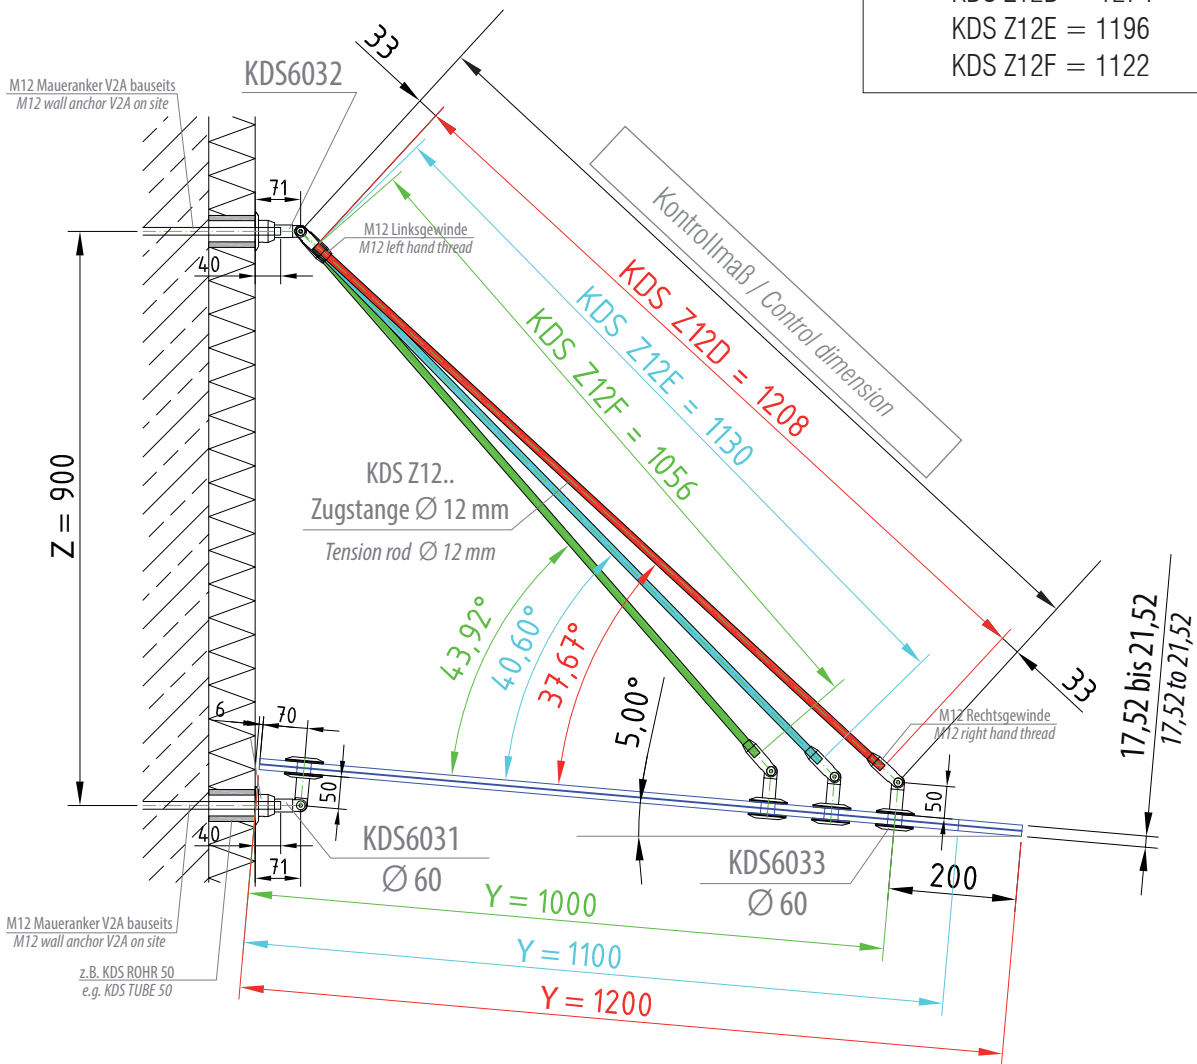 KDS Z12E = 1196
KDS Z12F = 1122
33
KDS6032
M12 Maueranker V2A bauseits
M12 wall anchor V2A on site
71
M12 Linksgewinde
M12 left hand thread
40
Kontrollmaß / Control dimension
KDS Z12D = 1208
KDS Z12E = 1130
KDS Z12F = 1056
Z = 900
KDS Z12..
Zugstange Ø 12 mm
Tension rod Ø 12 mm
43,92°
40,60°
37,67°
5,00°
33
17,52 bis 21,52
17,52 to 21,52
M12 Rechtsgewinde
M12 right hand thread
6
70
50
50
40
71
KDS6031
Ø 60
KDS6033
Ø 60
200
Y = 1000
Y = 1100
Y = 1200
M12 Maueranker V2A bauseits
M12 wall anchor V2A on site
z.B. KDS ROHR 50
e.g. KDS TUBE 50